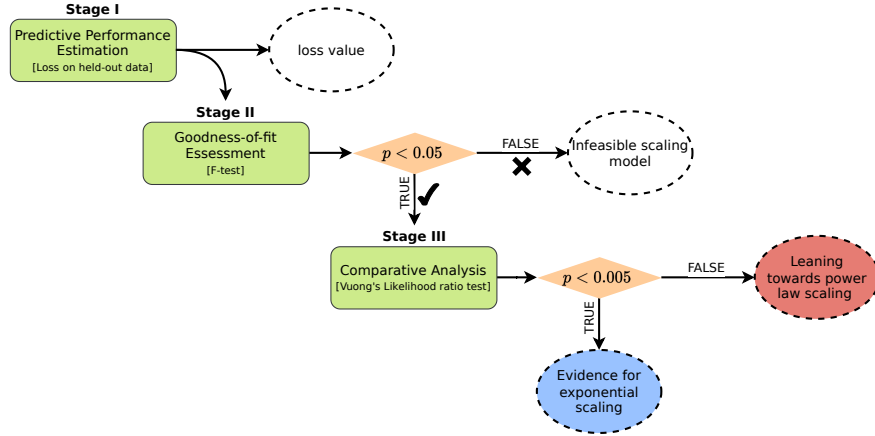 Stage I
Predictive Performance
Estimation
[Loss on held-out data]
loss value
Stage II
Goodness-of-fit
Essessment
[F-test]
p < 0.05
FALSE
Infeasible scaling
model
TRUE
Stage III
Comparative Analysis
[Vuong's Likelihood ratio test]
p < 0.005
FALSE
Leaning
towards power
law scaling
TRUE
Evidence for
exponential
scaling